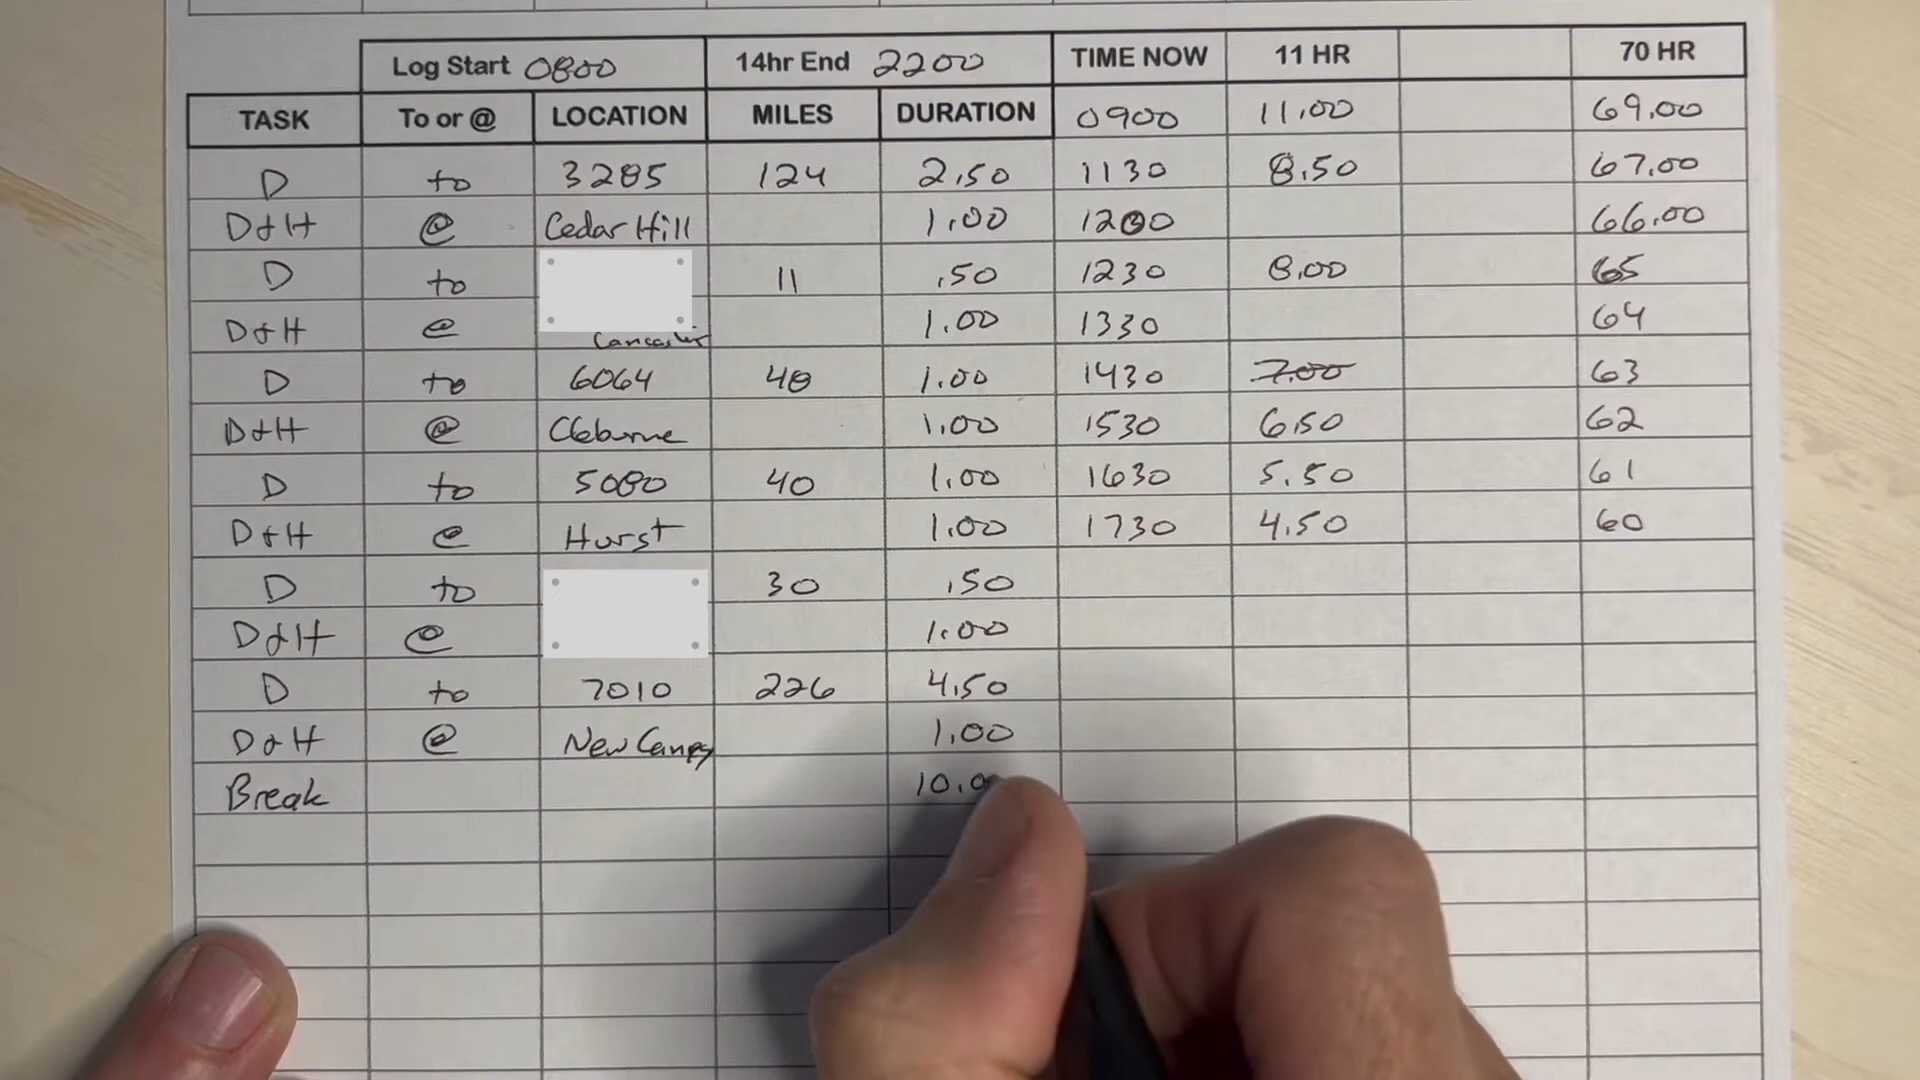 Log Start 0800 14hr End 2200 TIME NOW 11 HR 70 HR
TASK To or @ LOCATION MILES DURATION 0900 11.00 69.00
D to 3285 124 2.50 1130 8.50 67.00
D+H @ Cedar Hill 1.00 1200 66.00
D to 11 .50 1230 8.00 65
D+H @ Lancaster 1.00 1330 64
D to 6064 48 1.00 1430 7.00 63
D+H @ Cleburne 1.00 1530 6.50 62
D to 5080 40 1.00 1630 5.50 61
D+H @ Hurst 1.00 1730 4.50 60
D to 30 .50
D+H @ 1.00
D to 7010 226 4.50
D+H @ New 1.00
Break 10.0